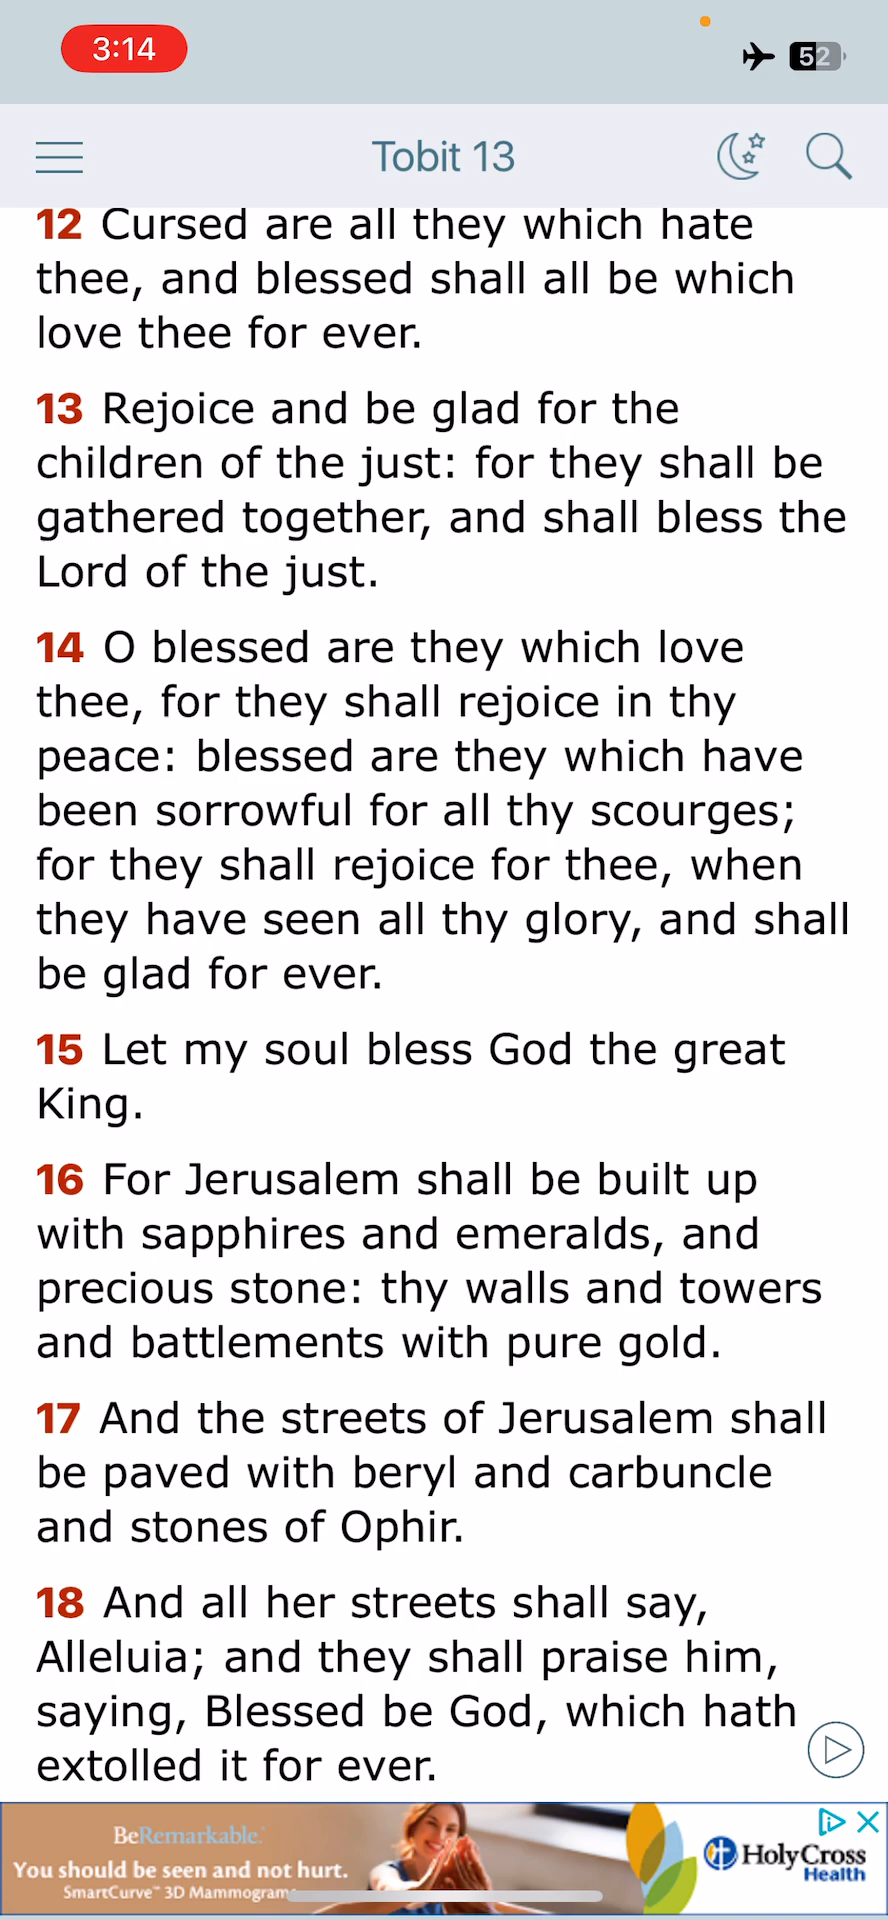 3:14
52
Tobit 13
12 Cursed are all they which hate
thee, and blessed shall all be which
love thee for ever.
13 Rejoice and be glad for the
children of the just: for they shall be
gathered together, and shall bless the
Lord of the just.
14 O blessed are they which love
thee, for they shall rejoice in thy
peace: blessed are they which have
been sorrowful for all thy scourges;
for they shall rejoice for thee, when
they have seen all thy glory, and shall
be glad for ever.
15 Let my soul bless God the great
King.
16 For Jerusalem shall be built up
with sapphires and emeralds, and
precious stone: thy walls and towers
and battlements with pure gold.
17 And the streets of Jerusalem shall
be paved with beryl and carbuncle
and stones of Ophir.
18 And all her streets shall say,
Alleluia; and they shall praise him,
saying, Blessed be God, which hath
extolled it for ever.
BeRemarkable.
You should be seen and not hurt.
SmartCurve™ 3D Mammogram
HolyCross
Health